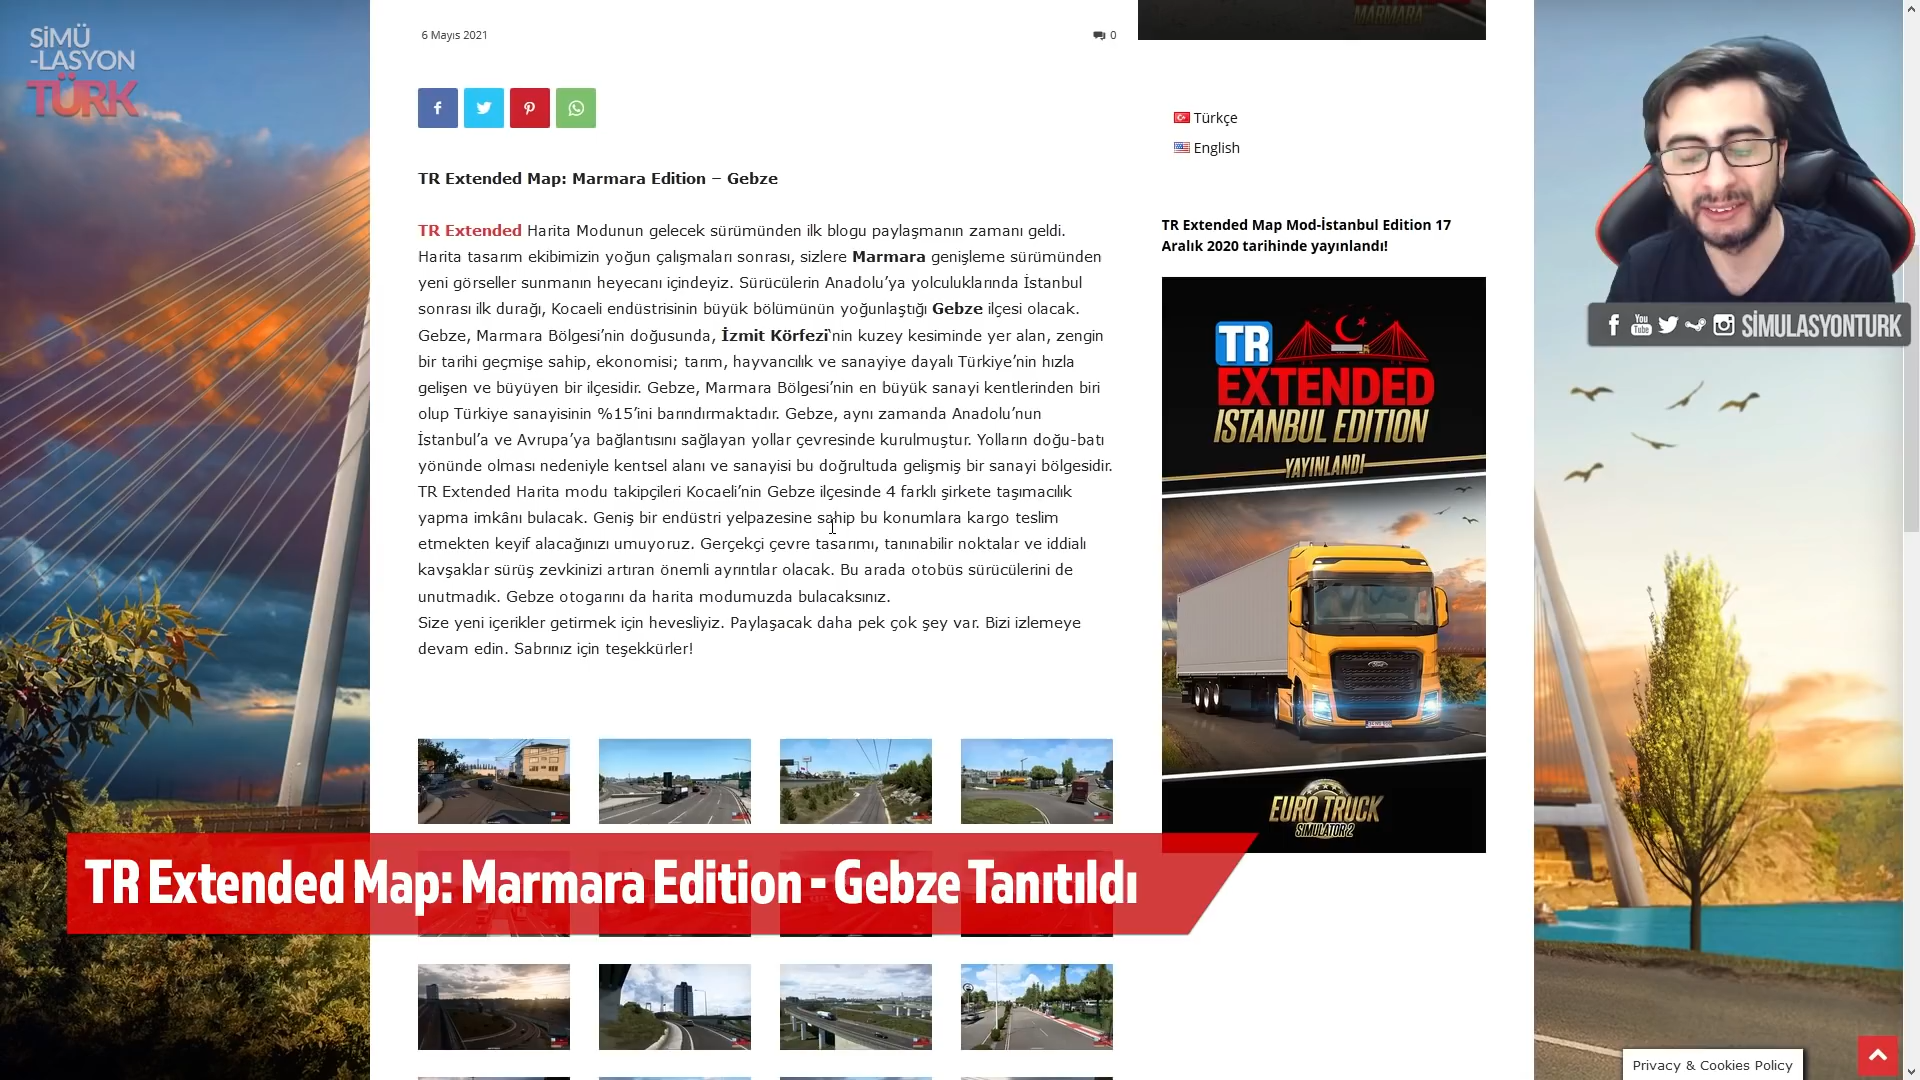 SİMÜ
-LASYON
TÜRK
6 Mayıs 2021
0
MARMARA
Türkçe
English
TR Extended Map: Marmara Edition – Gebze
TR Extended Harita Modunun gelecek sürümünden ilk blogu paylaşmanın zamanı geldi.
Harita tasarım ekibimizin yoğun çalışmaları sonrası, sizlere Marmara genişleme sürümünden
yeni görseller sunmanın heyecanı içindeyiz. Sürücülerin Anadolu’ya yolculuklarında İstanbul
sonrası ilk durağı, Kocaeli endüstrisinin büyük bölümünün yoğunlaştığı Gebze ilçesi olacak.
Gebze, Marmara Bölgesi’nin doğusunda, İzmit Körfezi‘nin kuzey kesiminde yer alan, zengin
bir tarihi geçmişe sahip, ekonomisi; tarım, hayvancılık ve sanayiye dayalı Türkiye’nin hızla
gelişen ve büyüyen bir ilçesidir. Gebze, Marmara Bölgesi’nin en büyük sanayi kentlerinden biri
olup Türkiye sanayisinin %15’ini barındırmaktadır. Gebze, aynı zamanda Anadolu’nun
İstanbul’a ve Avrupa’ya bağlantısını sağlayan yollar çevresinde kurulmuştur. Yolların doğu-batı
yönünde olması nedeniyle kentsel alanı ve sanayisi bu doğrultuda gelişmiş bir sanayi bölgesidir.
TR Extended Harita modu takipçileri Kocaeli’nin Gebze ilçesinde 4 farklı şirkete taşımacılık
yapma imkânı bulacak. Geniş bir endüstri yelpazesine sahip bu konumlara kargo teslim
etmekten keyif alacağınızı umuyoruz. Gerçekçi çevre tasarımı, tanınabilir noktalar ve iddialı
kavşaklar sürüş zevkinizi artıran önemli ayrıntılar olacak. Bu arada otobüs sürücülerini de
unutmadık. Gebze otogarını da harita modumuzda bulacaksınız.
Size yeni içerikler getirmek için hevesliyiz. Paylaşacak daha pek çok şey var. Bizi izlemeye
devam edin. Sabrınız için teşekkürler!
TR Extended Map Mod-İstanbul Edition 17
Aralık 2020 tarihinde yayınlandı!
TR
EXTENDED
ISTANBUL EDITION
YAYINLANDI
Ford
EURO TRUCK
SIMULATOR 2
You
Tube
SİMULASYONTURK
TR Extended Map: Marmara Edition - Gebze Tanıtıldı
Privacy & Cookies Policy